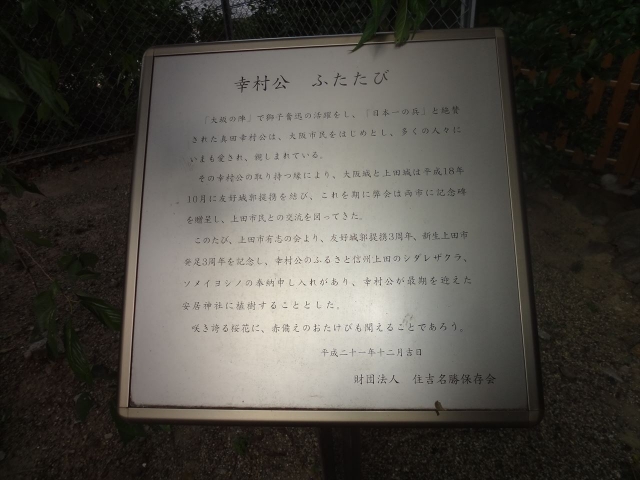 幸村公 ふたたび
「大坂の陣」で獅子奮迅の活躍をし、「日本一の兵」と絶賛
された真田幸村公は、大阪市民をはじめとし、多くの人々に
いまも愛され、親しまれている。
その幸村公の取り持つ縁により、大阪城と上田城は平成18年
10月に友好城郭提携を結び、これを期に弊会は両市に記念碑
を贈呈し、上田市民との交流を図ってきた。
このたび、上田市有志の会より、友好城郭提携3周年、新生上田市
発足3周年を記念し、幸村公のふるさと信州上田のシダレザクラ、
ソメイヨシノの奉納申し入れがあり、幸村公が最期を迎えた
安居神社に植樹することとした。
咲き誇る桜花に、赤備えのおたけびも聞えることであろう。
平成二十一年十二月吉日
財団法人 住吉名勝保存会